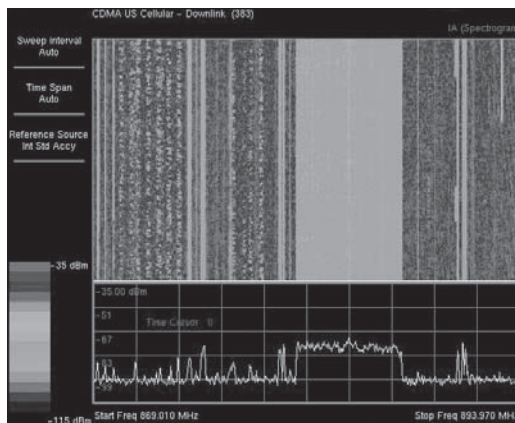 CDMA US Cellular – Downlink (383)
IA (Spectrogram
Sweep Interval
Auto
Time Span
Auto
Reference Source
Int Std Accy
-35 dBm
-115 dBm
-35.00 dBm
-51
Time Cursor 0
-67
-83
-99
Start Freq 869.010 MHz
Stop Freq 893.970 MH